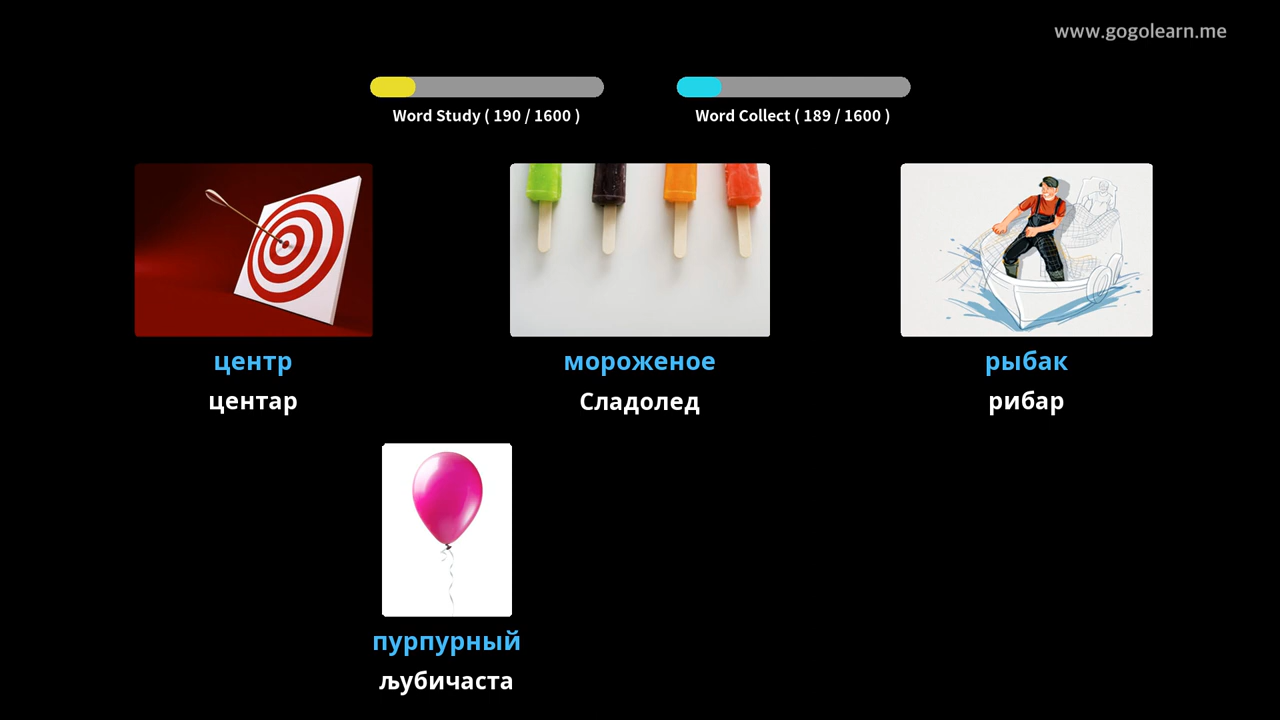 www.gogolearn.me
Word Study ( 190 / 1600 )
Word Collect ( 189 / 1600 )
центр
центар
мороженое
Сладолед
рыбак
рибар
пурпурный
љубичаста